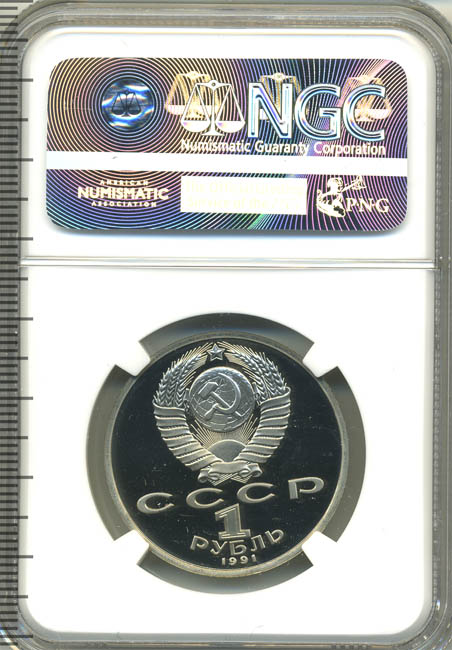 NGC
Numismatic Guaranty Corporation
AMERICAN
NUMISMATIC
ASSOCIATION
PNG
СССР
1
РУБЛЬ
1991